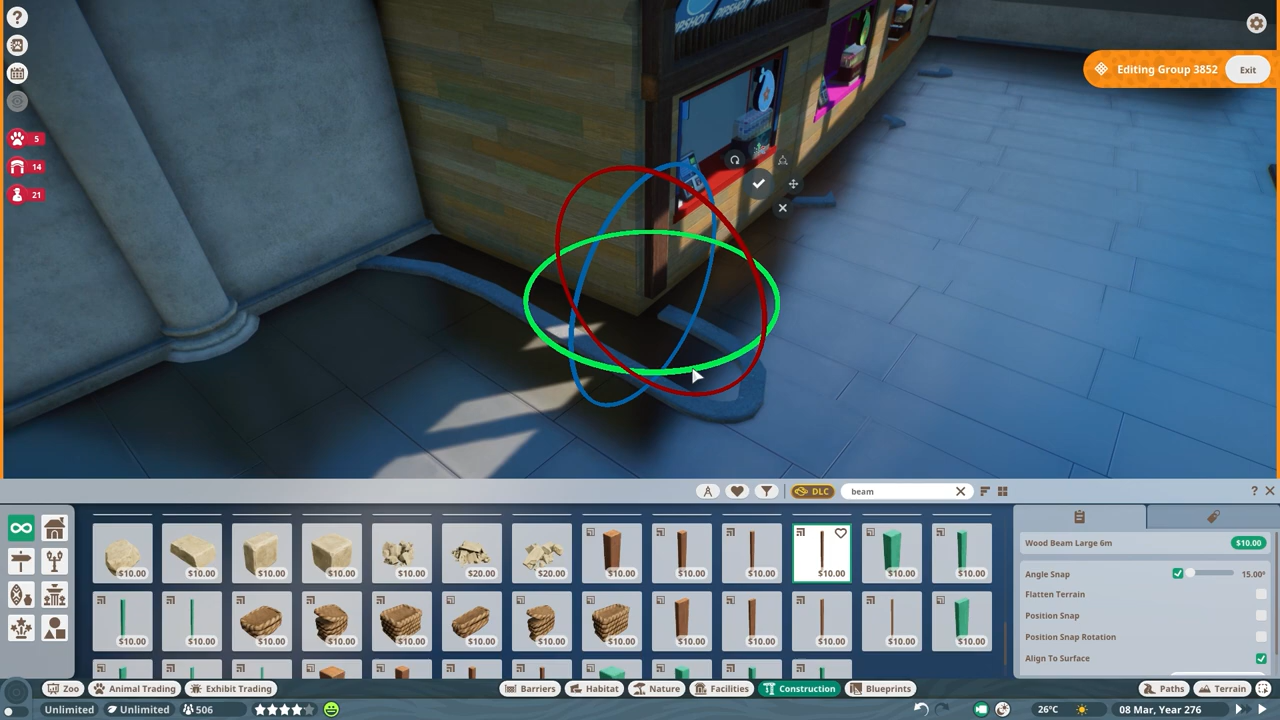 ?
Editing Group 3852
Exit
5
14
21
DLC
beam
?
$10.00 $10.00 $10.00 $10.00 $10.00 $20.00 $20.00 $10.00 $10.00 $10.00 $10.00 $10.00 $10.00
$10.00 $10.00 $10.00 $10.00 $10.00 $10.00 $10.00 $10.00 $10.00 $10.00 $10.00 $10.00 $10.00
Wood Beam Large 6m
$10.00
Angle Snap
15.00°
Flatten Terrain
Position Snap
Position Snap Rotation
Align To Surface
Zoo
Animal Trading
Exhibit Trading
Barriers
Habitat
Nature
Facilities
Construction
Blueprints
Paths
Terrain
Unlimited
Unlimited
506
26°C
08 Mar, Year 276